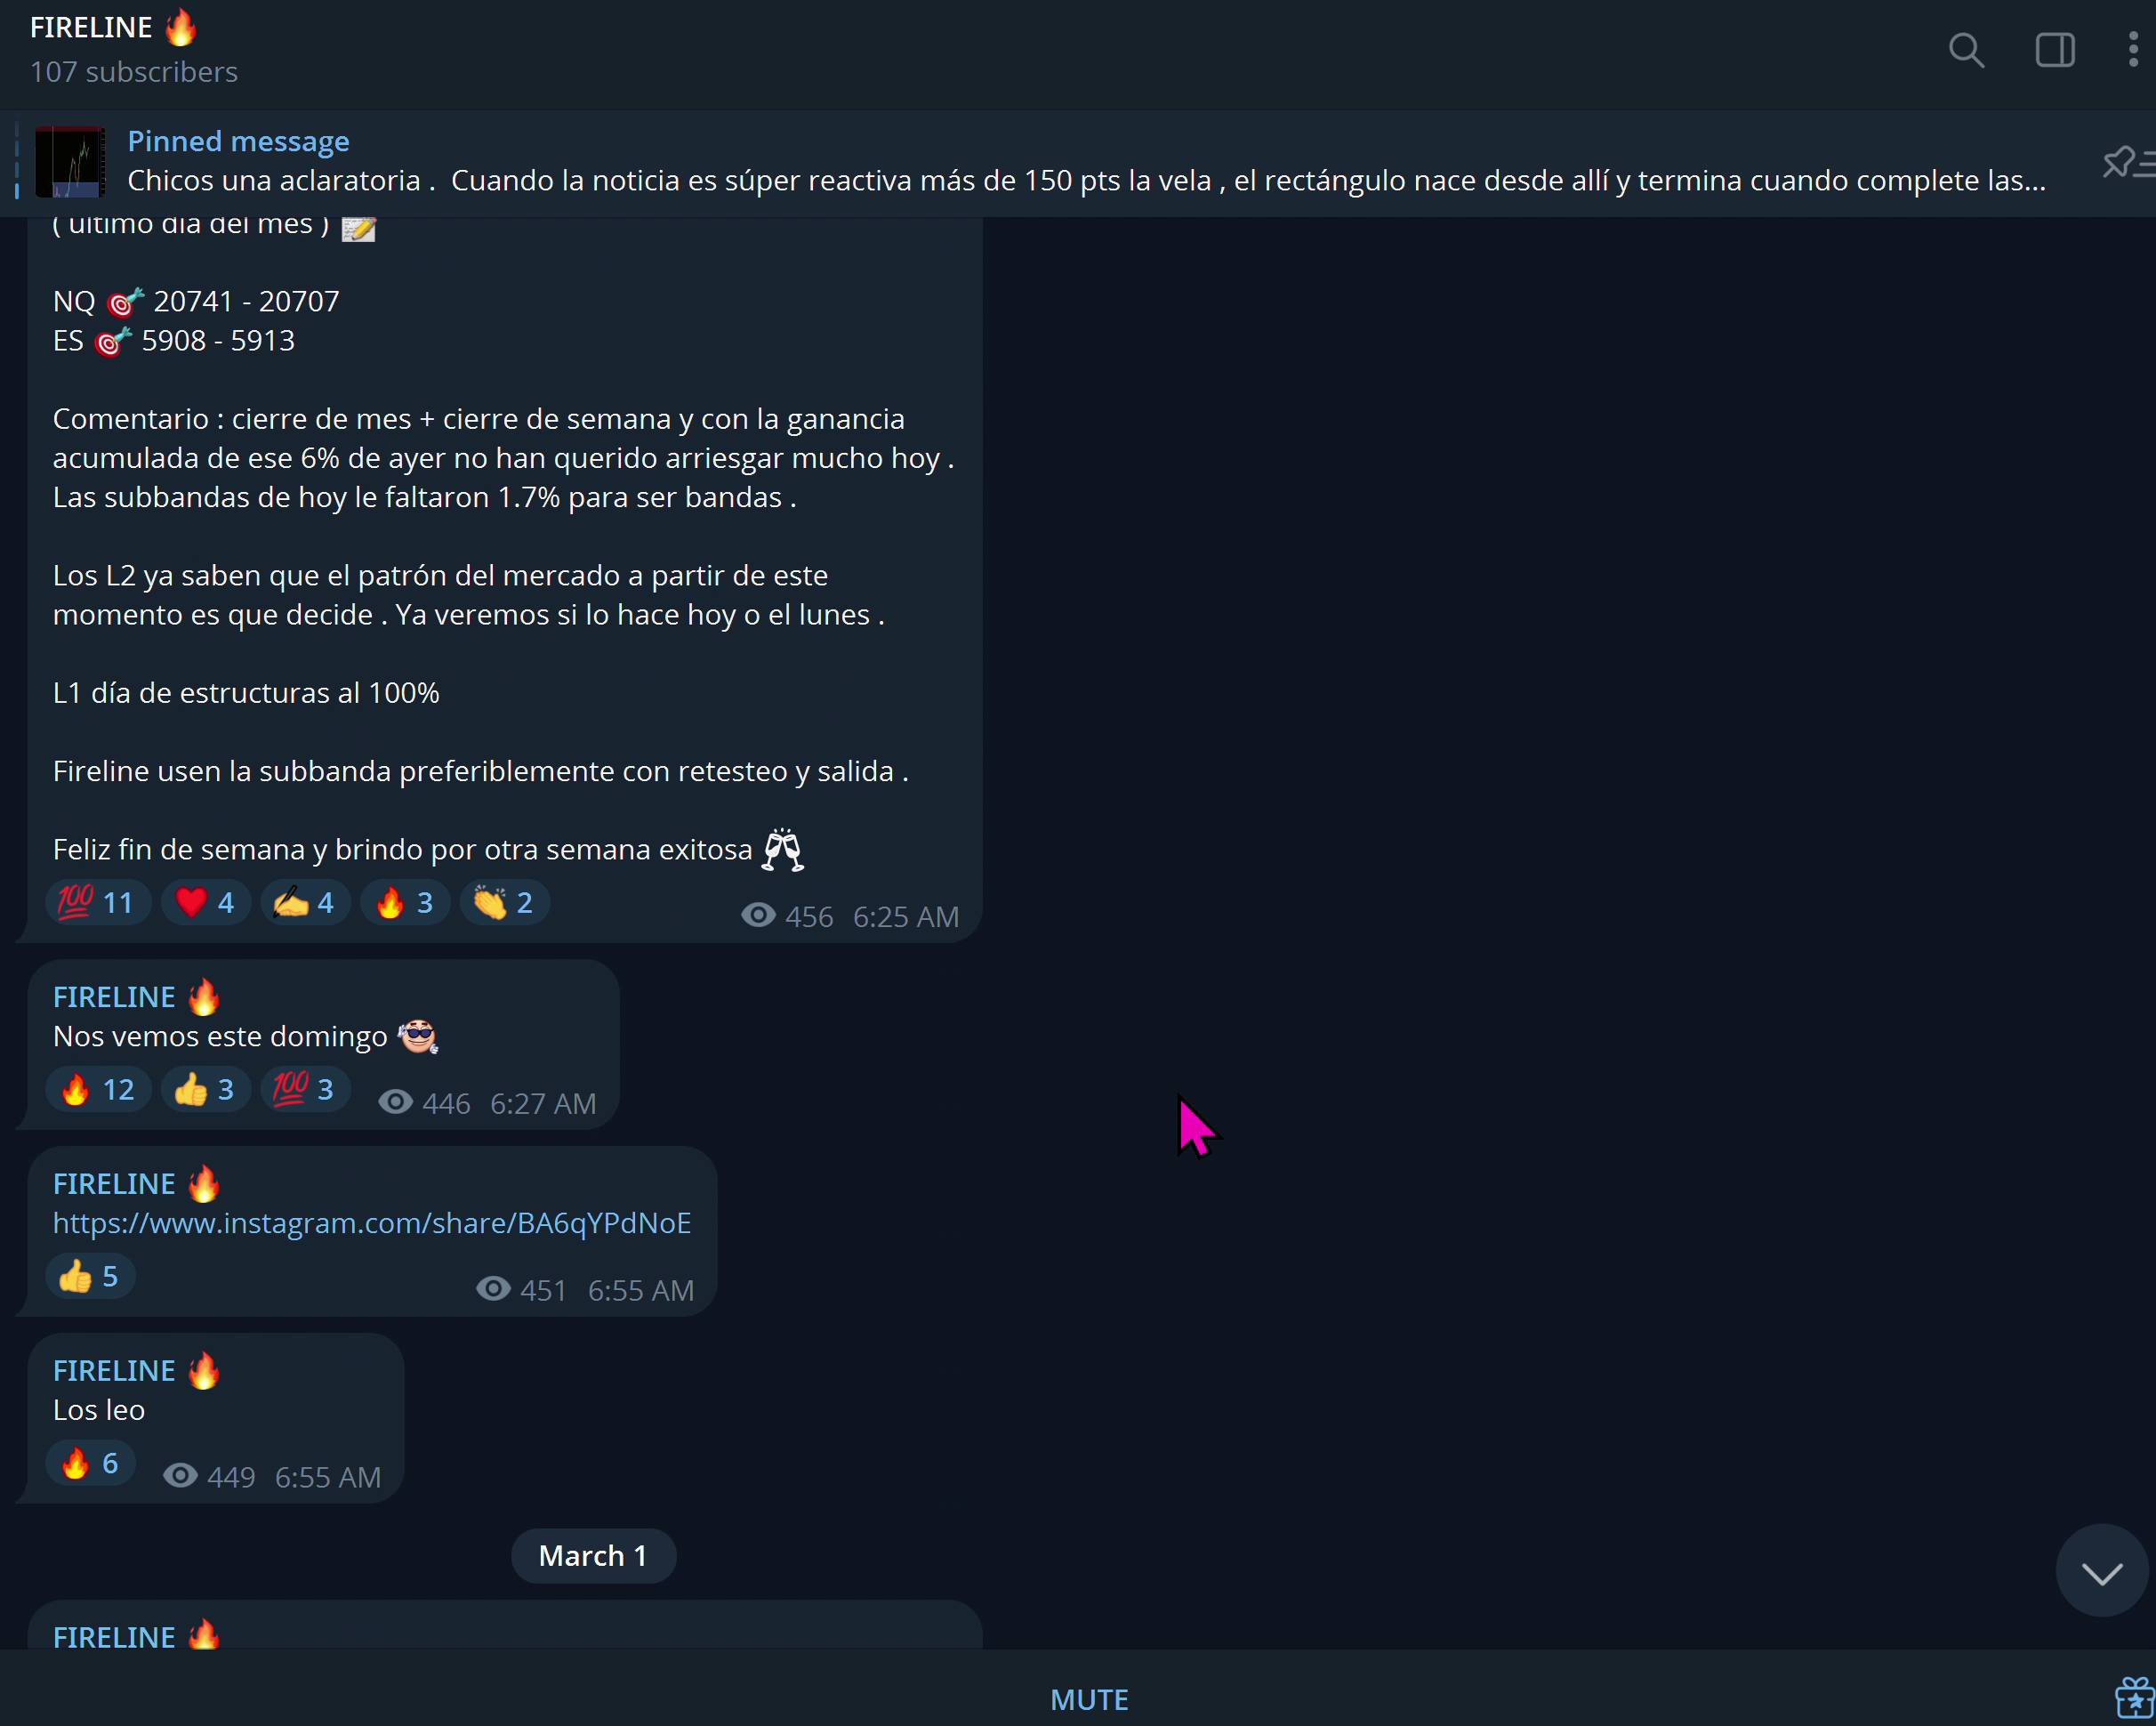 FIRELINE 🔥
107 subscribers
Pinned message
Chicos una aclaratoria . Cuando la noticia es súper reactiva más de 150 pts la vela , el rectángulo nace desde allí y termina cuando complete las...
( ultimo dia del mes ) 📝
NQ 🎯 20741 - 20707
ES 🎯 5908 - 5913
Comentario : cierre de mes + cierre de semana y con la ganancia
acumulada de ese 6% de ayer no han querido arriesgar mucho hoy .
Las subbandas de hoy le faltaron 1.7% para ser bandas .
Los L2 ya saben que el patrón del mercado a partir de este
momento es que decide . Ya veremos si lo hace hoy o el lunes .
L1 día de estructuras al 100%
Fireline usen la subbanda preferiblemente con retesteo y salida .
Feliz fin de semana y brindo por otra semana exitosa 🥂
💯 11 ❤️ 4 ✍️ 4 🔥 3 👏 2 456 6:25 AM
FIRELINE 🔥
Nos vemos este domingo 🥸
🔥 12 👍 3 💯 3 446 6:27 AM
FIRELINE 🔥
https://www.instagram.com/share/BA6qYPdNoE
👍 5 451 6:55 AM
FIRELINE 🔥
Los leo
🔥 6 449 6:55 AM
March 1
FIRELINE 🔥
MUTE